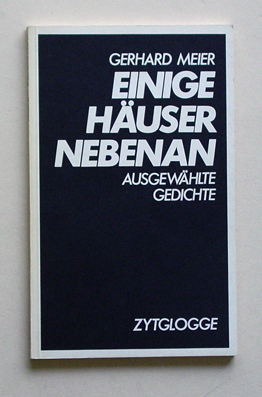 GERHARD MEIER
EINIGE
HÄUSER
NEBENAN
AUSGEWÄHLTE
GEDICHTE
ZYTGLOGGE